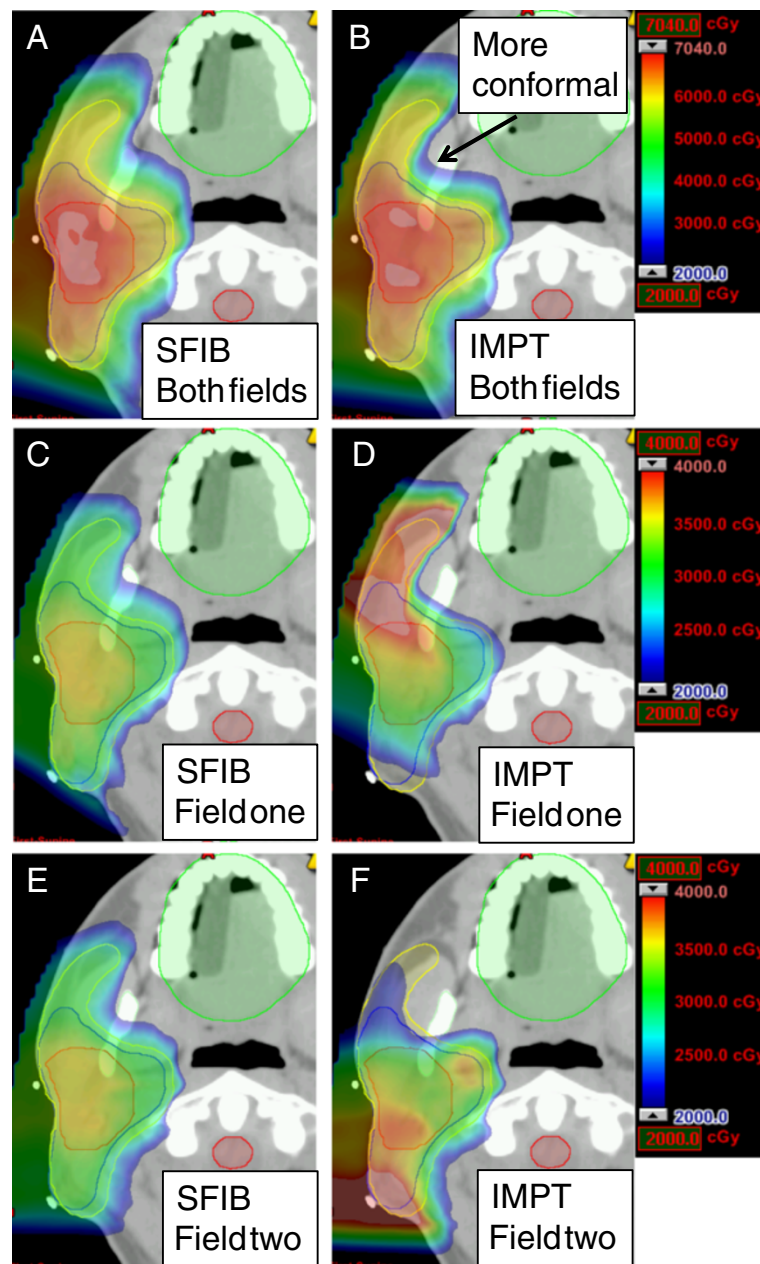 A
B
More
conformal
SFIB
Both fields
IMPT
Both fields
7040.0 cGy
7040.0
6000.0 cGy
5000.0 cGy
4000.0 cGy
3000.0 cGy
2000.0
2000.0 cGy
C
D
SFIB
Field one
IMPT
Field one
4000.0 cGy
4000.0
3500.0 cGy
3000.0 cGy
2500.0 cGy
2000.0
2000.0 cGy
E
F
SFIB
Field two
IMPT
Field two
4000.0 cGy
4000.0
3500.0 cGy
3000.0 cGy
2500.0 cGy
2000.0
2000.0 cGy